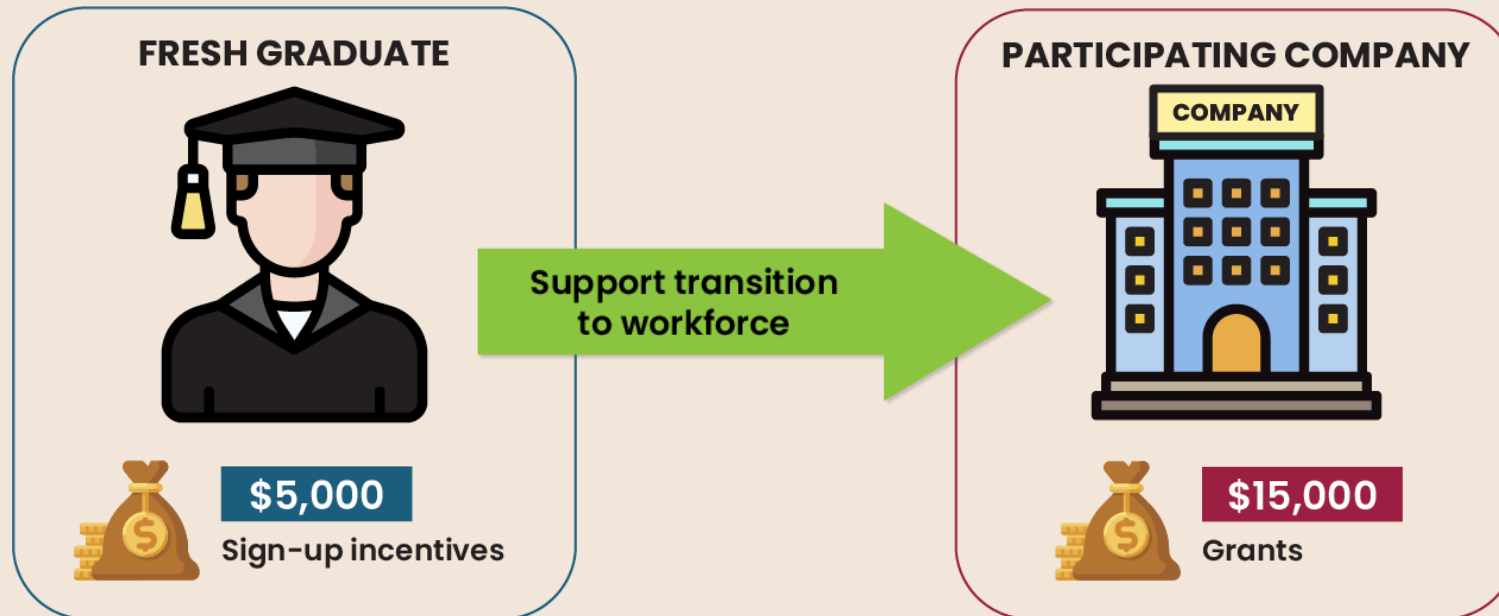 FRESH GRADUATE
COMPANY
$5,000
Sign-up incentives
Support transition
to workforce
PARTICIPATING COMPANY
$15,000
Grants